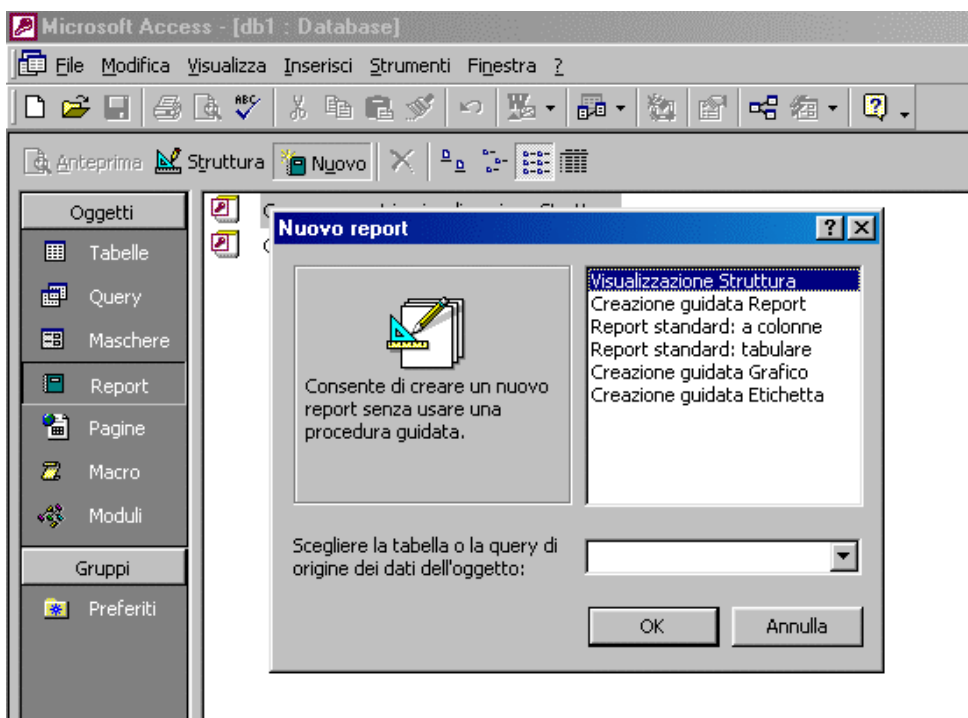 Microsoft Access - [db1 : Database]
File Modifica Visualizza Inserisci Strumenti Finestra ?
ABC
Anteprima Struttura Nuovo
Oggetti
Tabelle
Query
Maschere
Report
Pagine
Macro
Moduli
Gruppi
Preferiti
Nuovo report
Consente di creare un nuovo
report senza usare una
procedura guidata.
Visualizzazione Struttura
Creazione guidata Report
Report standard: a colonne
Report standard: tabulare
Creazione guidata Grafico
Creazione guidata Etichetta
Scegliere la tabella o la query di
origine dei dati dell'oggetto:
OK Annulla